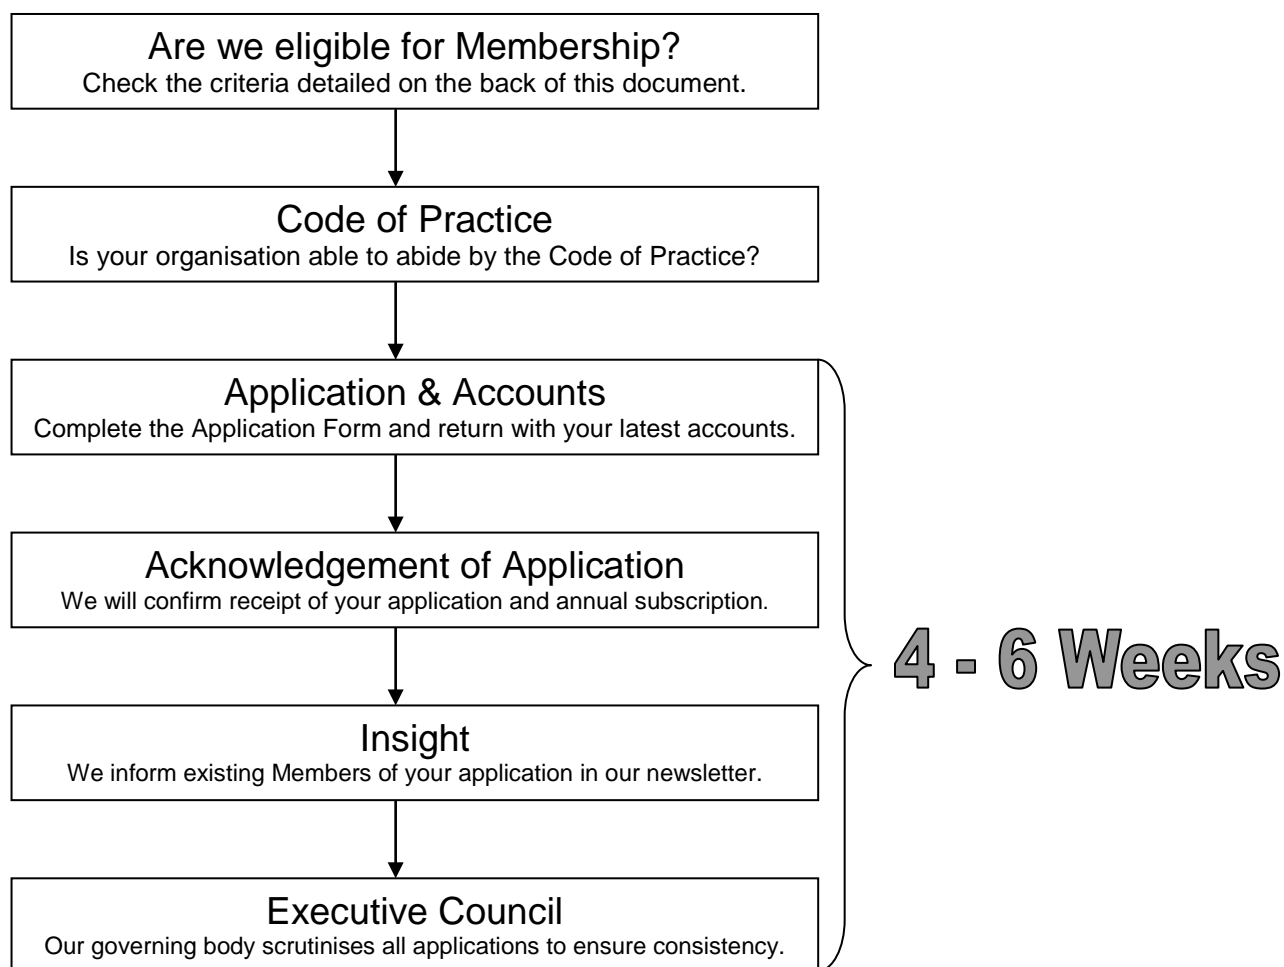 Are we eligible for Membership?
Check the criteria detailed on the back of this document.
Code of Practice
Is your organisation able to abide by the Code of Practice?
Application & Accounts
Complete the Application Form and return with your latest accounts.
Acknowledgement of Application
We will confirm receipt of your application and annual subscription.
4 - 6 Weeks
Insight
We inform existing Members of your application in our newsletter.
Executive Council
Our governing body scrutinises all applications to ensure consistency.